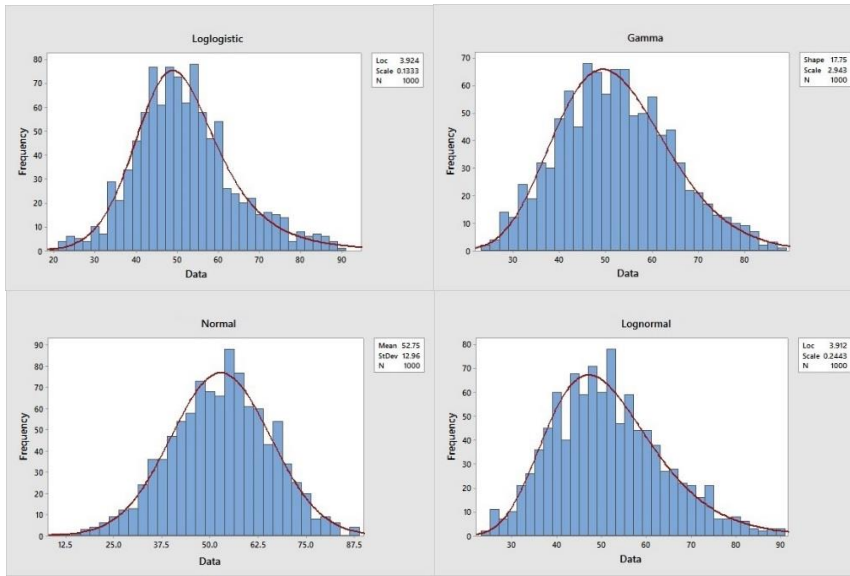 Loglogistic
Loc 3.924
Scale 0.1333
N 1000
80
70
60
50
40
30
20
10
0
Frequency
20 30 40 50 60 70 80 90
Data
Gamma
Shape 17.75
Scale 2.943
N 1000
70
60
50
40
30
20
10
0
Frequency
30 40 50 60 70 80
Data
Normal
Mean 52.75
StDev 12.96
N 1000
90
80
70
60
50
40
30
20
10
0
Frequency
12.5 25.0 37.5 50.0 62.5 75.0 87.5
Data
Lognormal
Loc 3.912
Scale 0.2443
N 1000
80
70
60
50
40
30
20
10
0
Frequency
30 40 50 60 70 80 90
Data